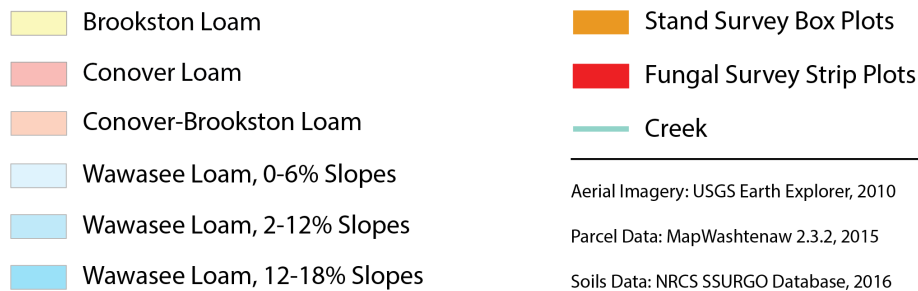 Brookston Loam
Conover Loam
Conover-Brookston Loam
Wawasee Loam, 0-6% Slopes
Wawasee Loam, 2-12% Slopes
Wawasee Loam, 12-18% Slopes
Stand Survey Box Plots
Fungal Survey Strip Plots
Creek
Aerial Imagery: USGS Earth Explorer, 2010
Parcel Data: MapWashtenaw 2.3.2, 2015
Soils Data: NRCS SSURGO Database, 2016